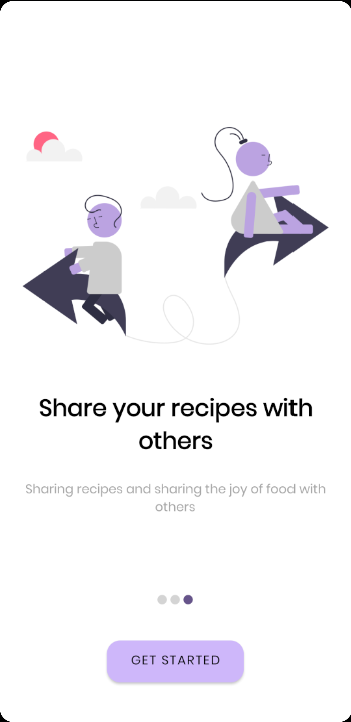 Share your recipes with
others
Sharing recipes and sharing the joy of food with
others
GET STARTED